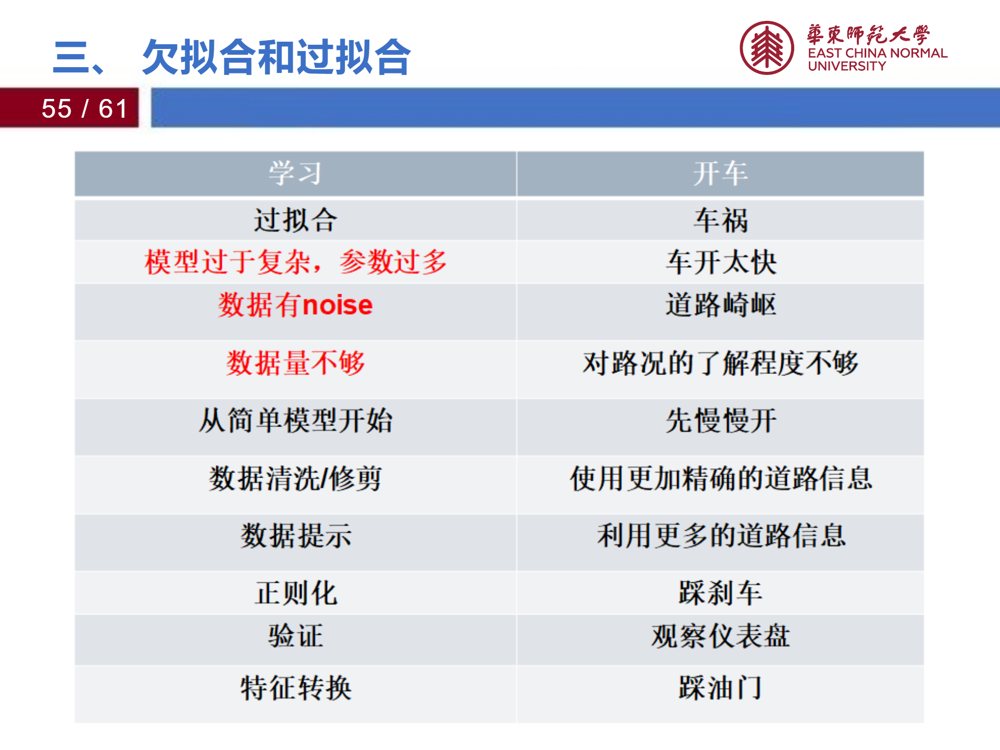 三、 欠拟合和过拟合
華東師範大學
EAST CHINA NORMAL
UNIVERSITY
55 / 61
学习 开车
过拟合 车祸
模型过于复杂，参数过多 车开太快
数据有noise 道路崎岖
数据量不够 对路况的了解程度不够
从简单模型开始 先慢慢开
数据清洗/修剪 使用更加精确的道路信息
数据提示 利用更多的道路信息
正则化 踩刹车
验证 观察仪表盘
特征转换 踩油门